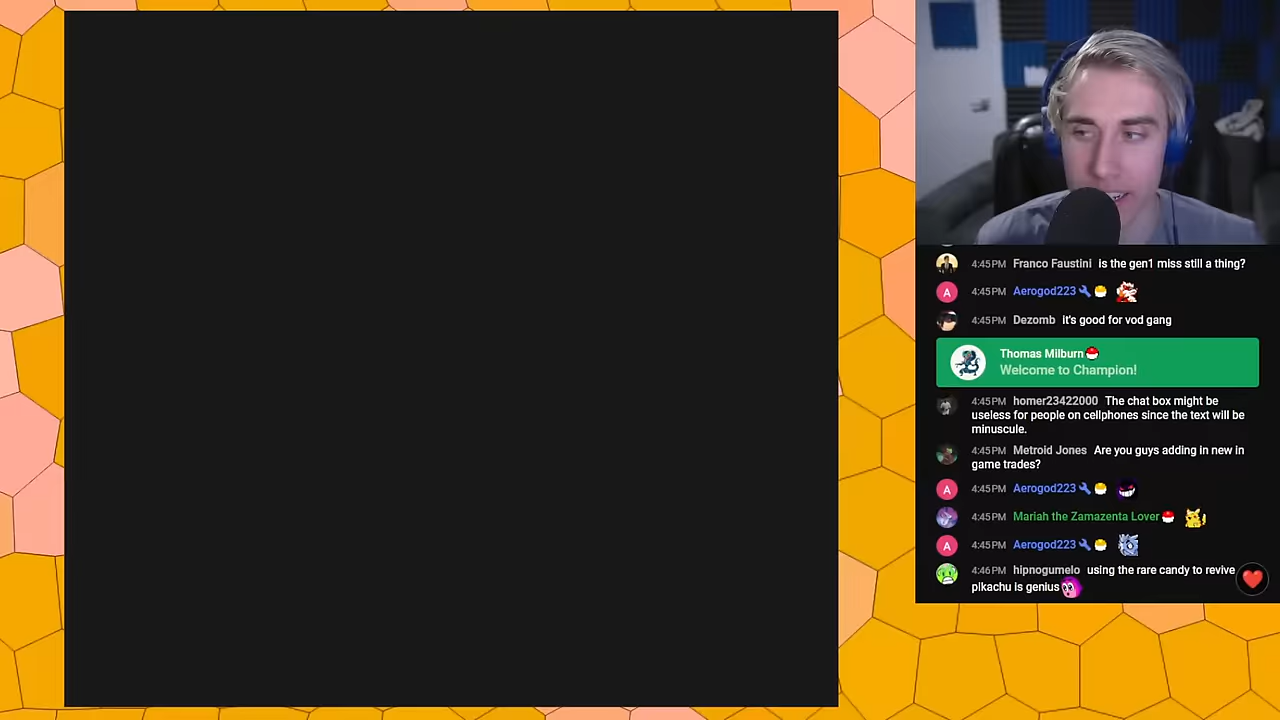 4:45PM Franco Faustini is the gen1 miss still a thing?
A 4:45PM Aerogod223
4:45PM Dezomb it's good for vod gang
Thomas Milburn
Welcome to Champion!
4:45PM homer23422000 The chat box might be
useless for people on cellphones since the text will be
minuscule.
4:45PM Metroid Jones Are you guys adding in new in
game trades?
A 4:45PM Aerogod223
4:45PM Mariah the Zamazenta Lover
A 4:45PM Aerogod223
4:46PM hipnogumelo using the rare candy to revive
pikachu is genius